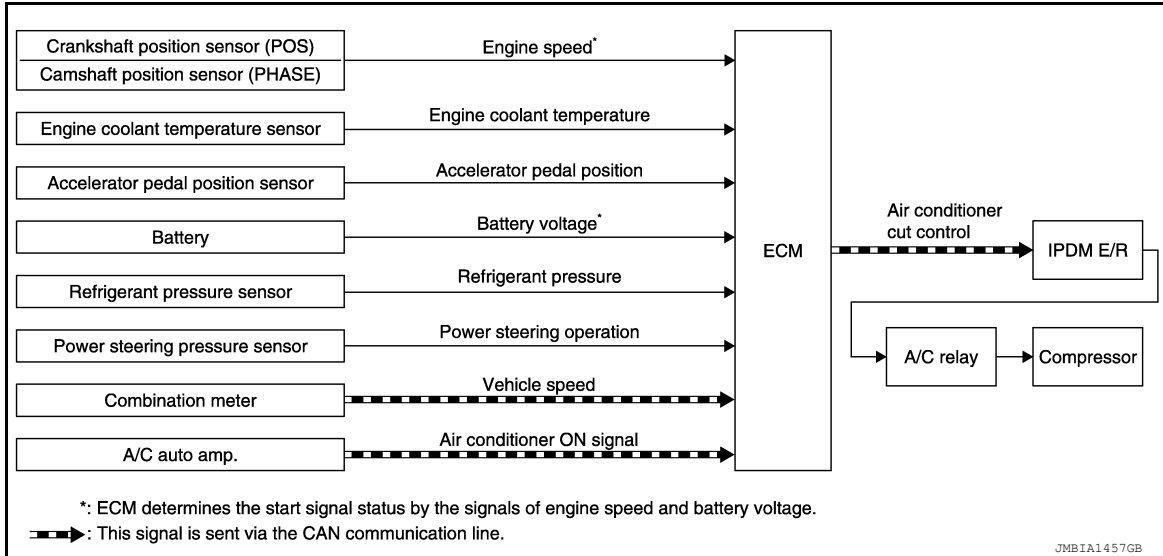 Crankshaft position sensor (POS)
Camshaft position sensor (PHASE)
Engine speed*
Engine coolant temperature sensor
Engine coolant temperature
Accelerator pedal position sensor
Accelerator pedal position
Battery
Battery voltage*
Refrigerant pressure sensor
Refrigerant pressure
Power steering pressure sensor
Power steering operation
Combination meter
Vehicle speed
A/C auto amp.
Air conditioner ON signal
ECM
Air conditioner
cut control
IPDM E/R
A/C relay
Compressor
*: ECM determines the start signal status by the signals of engine speed and battery voltage.
: This signal is sent via the CAN communication line.
JMBIA1457GB